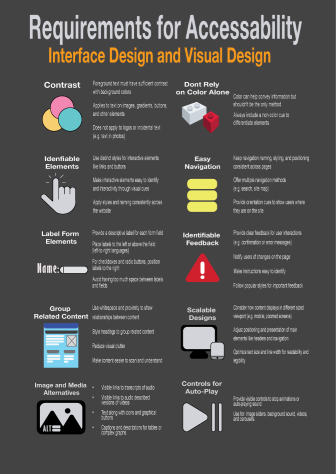 Requirements for Accessability
Interface Design and Visual Design
Contrast
Foreground text must have sufficient contrast
with background colors
Applies to text on images, gradients, buttons,
and other elements
Does not apply to logos or incidental text
(e.g. text in photos)
Dont Rely
on Color Alone
Color can help convey information but
shouldn't be the only method
Always include a non-color cue to
differentiate elements
Idenfiable
Elements
Use distinct styles for interactive elements
like links and buttons
Make interactive elements easy to identify
and interactivity through visual cues
Apply styles and naming consistently across
the website
Easy
Navigation
Keep navigation naming, styling, and positioning
consistent across pages
Offer multiple navigation methods
(e.g. search, site map)
Provide orientation cues to show users where
they are on the site
Label Form
Elements
Name:
Provide a descriptive label for each form field
Place labels to the left or above the field
(left-to right languages)
For checkboxes and radio buttons, position
labels to the right
Avoid having too much space between labels
and fields
Identifiable
Feedback
Provide clear feedback for user interactions
(e.g. confirmation or error messages)
Notify users of changes on the page
Make instructions easy to identify
Follow popular styles for important feedback
Group
Related Content
Use whitespace and proximity to show
relationships between content
Style headings to group related content
Reduce visual clutter
Make content easier to scan and understand
Scalable
Designs
Consider how content displays in different sized
viewport (e.g. mobile, zoomed screens)
Adjust positioning and presentation of main
elements like headers and navigation
Optimize text size and line width for readability and
legibility
Image and Media
Alternatives
ALT=
• Visible links to transcripts of audio
• Visible links to audio described
versions of videos
• Text along with icons and graphical
buttons
• Captions and descriptions for tables or
complex graphs
Controls for
Auto-Play
Provide visible controls to stop animations or
auto-playing sound
Use for: image sliders, background sound, videos,
and carousels